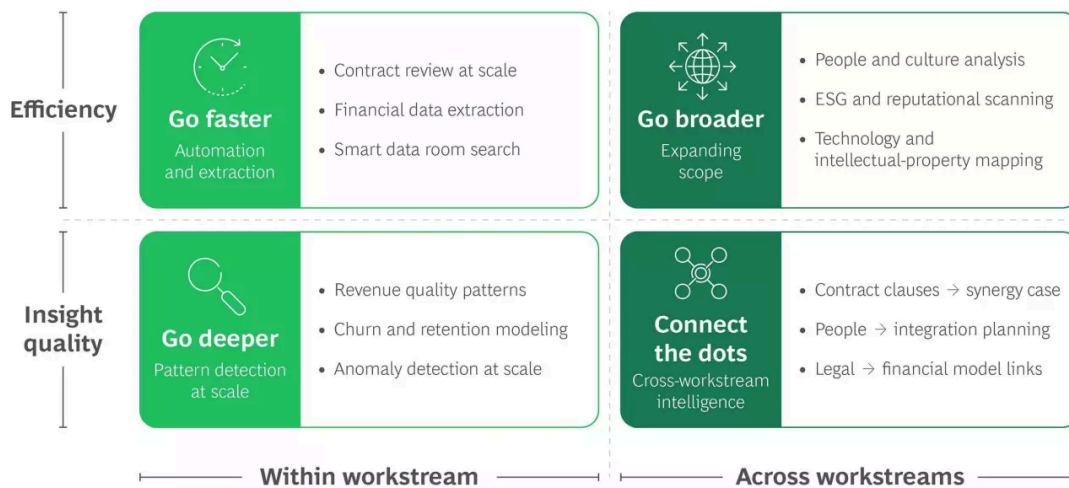 Efficiency
Go faster
Automation
and extraction
• Contract review at scale
• Financial data extraction
• Smart data room search
Go broader
Expanding
scope
• People and culture analysis
• ESG and reputational scanning
• Technology and
intellectual-property mapping
Insight
quality
Go deeper
Pattern detection
at scale
• Revenue quality patterns
• Churn and retention modeling
• Anomaly detection at scale
Connect
the dots
Cross-workstream
intelligence
• Contract clauses → synergy case
• People → integration planning
• Legal → financial model links
Within workstream
Across workstreams